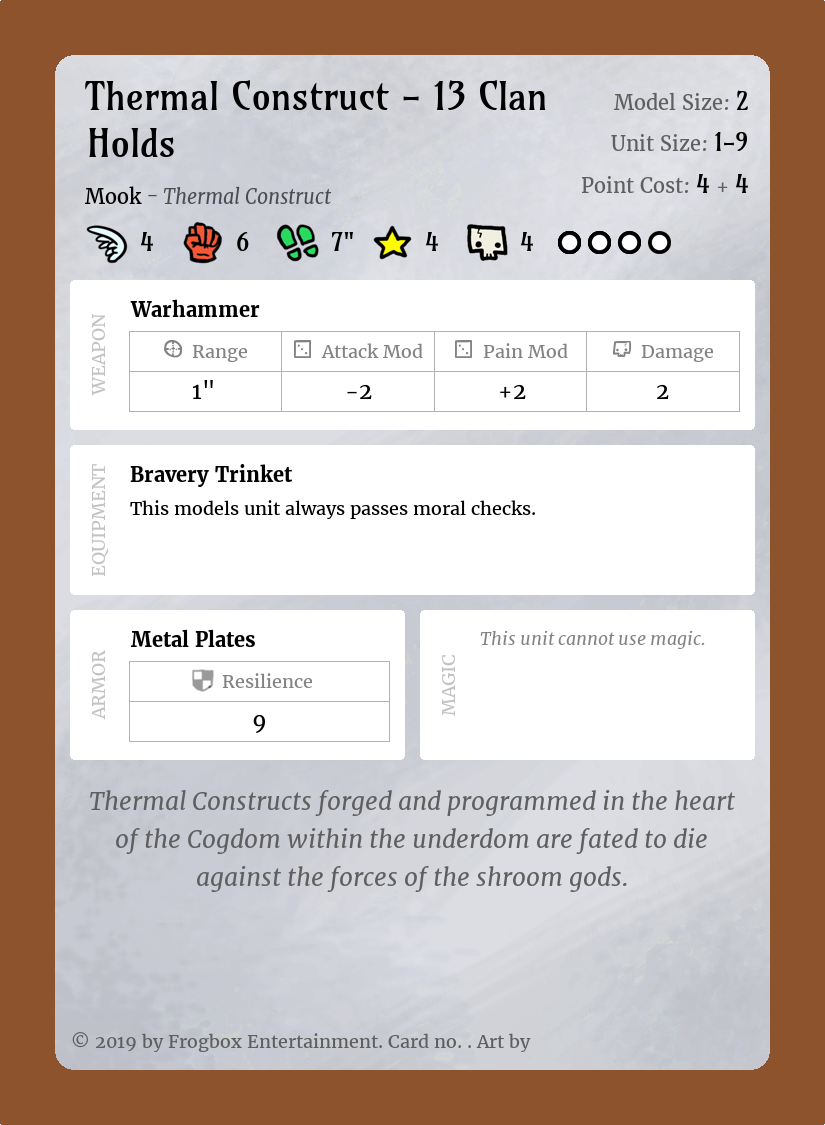 Thermal Construct – 13 Clan
Holds
Model Size: 2
Unit Size: 1–9
Point Cost: 4 + 4
Mook – Thermal Construct
4 6 7" 4 4
WEAPON
Warhammer
Range Attack Mod Pain Mod Damage
1" -2 +2 2
EQUIPMENT
Bravery Trinket
This models unit always passes moral checks.
ARMOR
Metal Plates
Resilience
9
MAGIC
This unit cannot use magic.
Thermal Constructs forged and programmed in the heart
of the Cogdom within the underdom are fated to die
against the forces of the shroom gods.
© 2019 by Frogbox Entertainment. Card no. . Art by